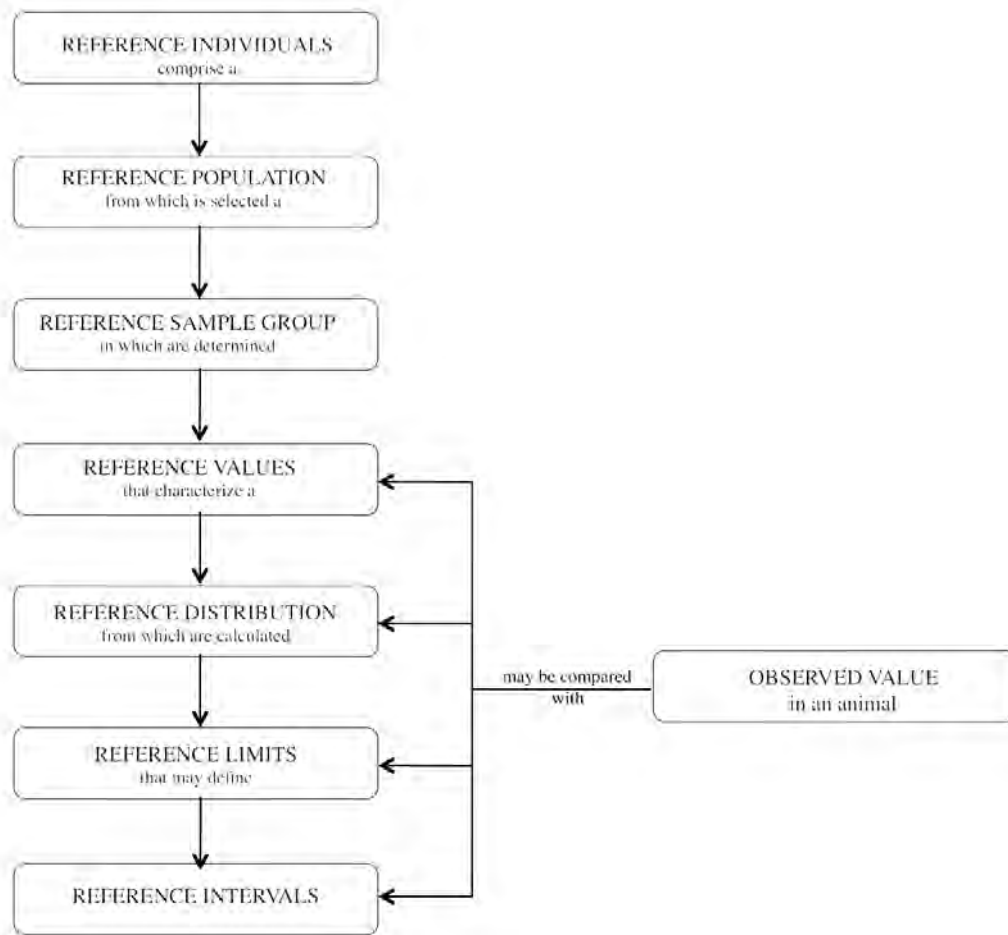 REFERENCE INDIVIDUALS
comprise a
REFERENCE POPULATION
from which is selected a
REFERENCE SAMPLE GROUP
in which are determined
REFERENCE VALUES
that characterize a
REFERENCE DISTRIBUTION
from which are calculated
REFERENCE LIMITS
that may define
REFERENCE INTERVALS
may be compared
with
OBSERVED VALUE
in an animal